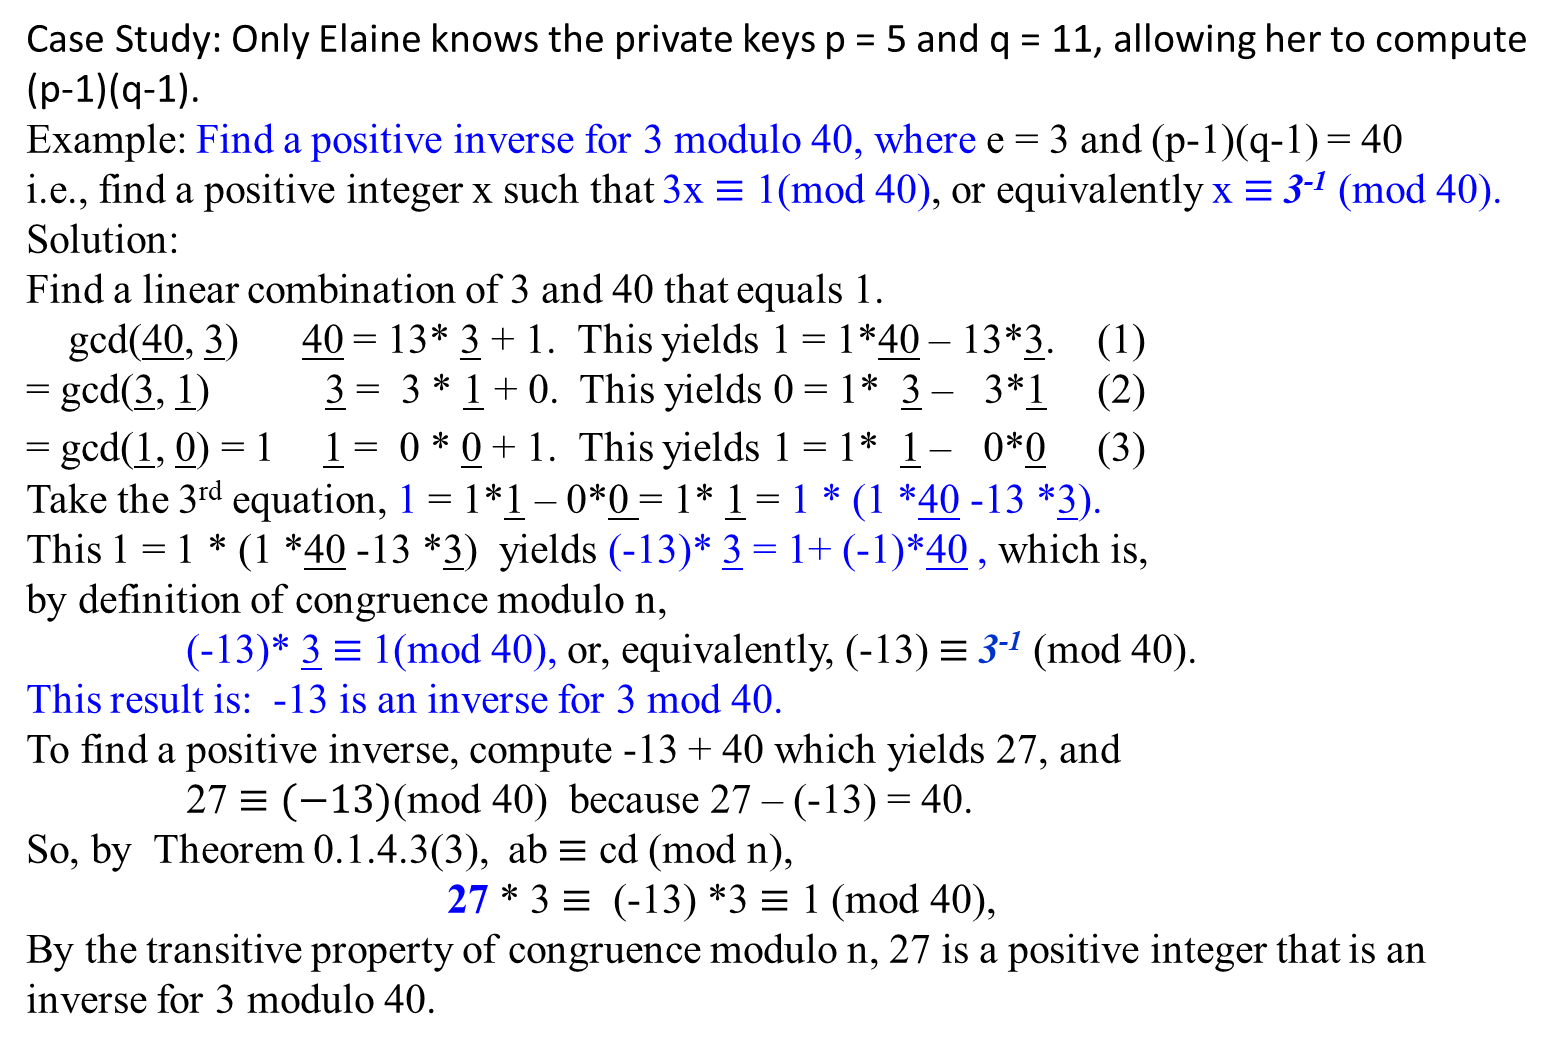 Case Study: Only Elaine knows the private keys p = 5 and q = 11, allowing her to compute
(p-1)(q-1).
Example: Find a positive inverse for 3 modulo 40, where e = 3 and (p-1)(q-1) = 40
i.e., find a positive integer x such that 3x ≡ 1(mod 40), or equivalently x ≡ 3⁻¹ (mod 40).
Solution:
Find a linear combination of 3 and 40 that equals 1.
gcd(40, 3) 40 = 13* 3 + 1. This yields 1 = 1*40 – 13*3. (1)
= gcd(3, 1) 3 = 3 * 1 + 0. This yields 0 = 1* 3 – 3*1 (2)
= gcd(1, 0) = 1 1 = 0 * 0 + 1. This yields 1 = 1* 1 – 0*0 (3)
Take the 3rd equation, 1 = 1*1 – 0*0 = 1* 1 = 1 * (1 *40 -13 *3).
This 1 = 1 * (1 *40 -13 *3) yields (-13)* 3 = 1+ (-1)*40 , which is,
by definition of congruence modulo n,
(-13)* 3 ≡ 1(mod 40), or, equivalently, (-13) ≡ 3⁻¹ (mod 40).
This result is: -13 is an inverse for 3 mod 40.
To find a positive inverse, compute -13 + 40 which yields 27, and
27 ≡ (−13)(mod 40) because 27 – (-13) = 40.
So, by Theorem 0.1.4.3(3), ab ≡ cd (mod n),
27 * 3 ≡ (-13) *3 ≡ 1 (mod 40),
By the transitive property of congruence modulo n, 27 is a positive integer that is an
inverse for 3 modulo 40.